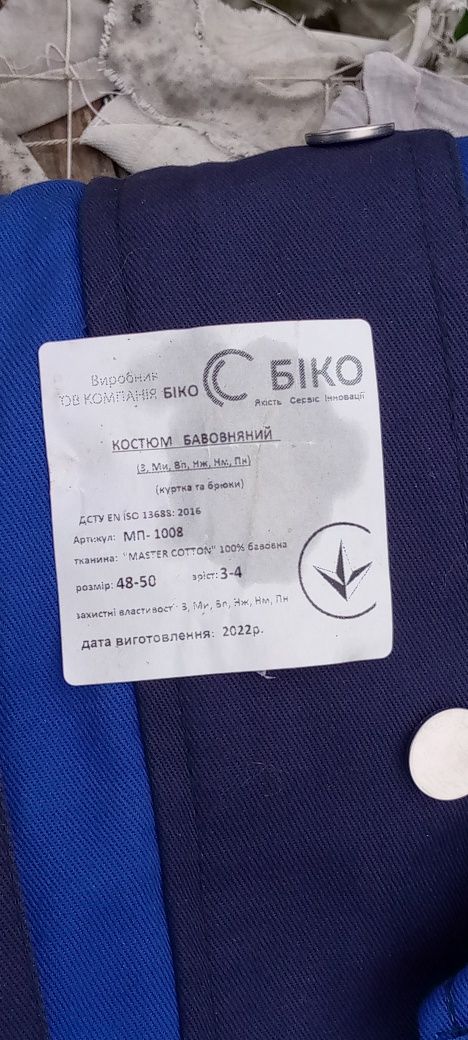 Виробник
ТОВ КОМПАНІЯ БІКО
БІКО
Якість Сервіс Інновації
КОСТЮМ БАВОВНЯНИЙ
(З, Ми, Вп, Нж, Нм, Пн)
(куртка та брюки)
ДСТУ EN ISO 13688: 2016
Артикул: МП- 1008
тканина: "MASTER COTTON" 100% бавовна
розмір: 48-50 зріст: 3-4
захистні властивост З, Ми, Вп, Нж, Нм, Пн
дата виготовлення: 2022р.